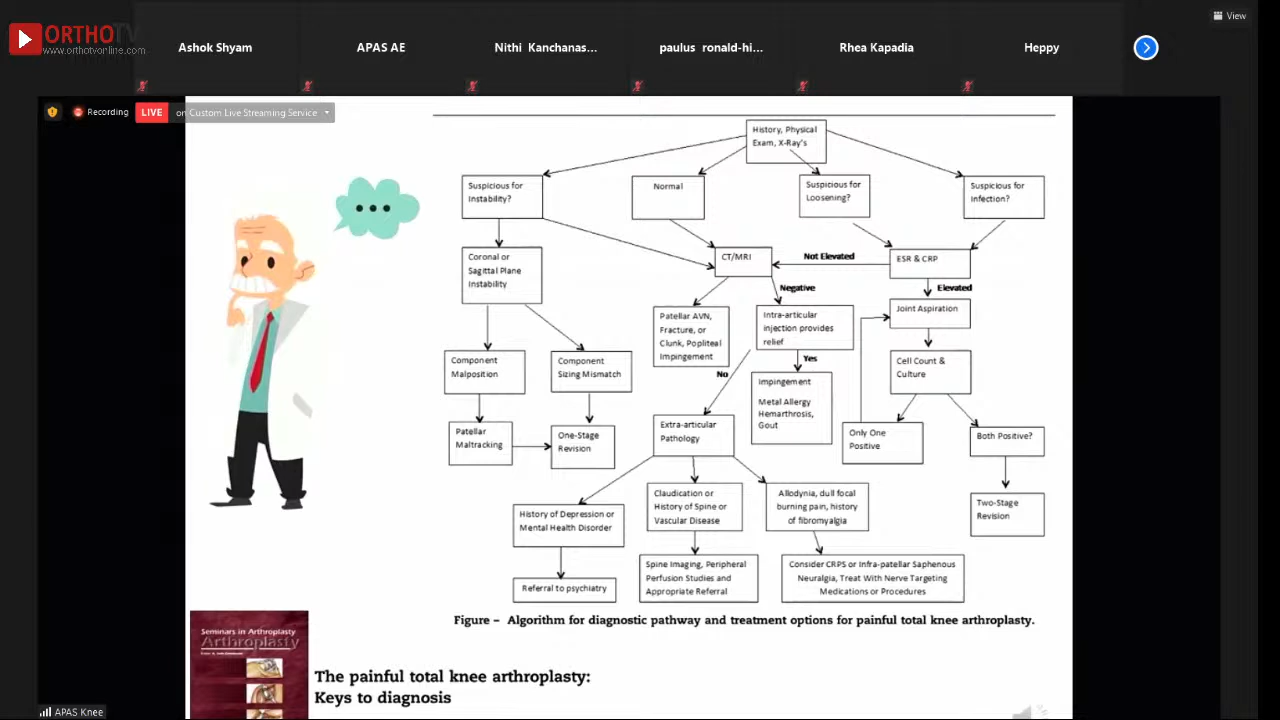 ORTHOTV
www.orthotvonline.com
Ashok Shyam
APAS AE
Nithi Kanchanas...
paulus ronald-hi...
Rhea Kapadia
Heppy
View
Recording
LIVE
on Custom Live Streaming Service
History, Physical
Exam, X-Ray's
Suspicious for
Instability?
Normal
Suspicious for
Loosening?
Suspicious for
Infection?
Coronal or
Sagittal Plane
Instability
CT/MRI
Not Elevated
ESR & CRP
Negative
Elevated
Patellar AVN,
Fracture, or
Clunk, Popliteal
Impingement
Intra-articular
injection provides
relief
Joint Aspiration
Component
Malposition
Component
Sizing Mismatch
No
Yes
Cell Count &
Culture
Impingement
Metal Allergy
Hemarthrosis,
Gout
Patellar
Maltracking
One-Stage
Revision
Extra-articular
Pathology
Only One
Positive
Both Positive?
History of Depression or
Mental Health Disorder
Claudication or
History of Spine or
Vascular Disease
Allodynia, dull focal
burning pain, history
of fibromyalgia
Two-Stage
Revision
Referral to psychiatry
Spine Imaging, Peripheral
Perfusion Studies and
Appropriate Referral
Consider CRPS or Infra-patellar Saphenous
Neuralgia, Treat With Nerve Targeting
Medications or Procedures
Figure – Algorithm for diagnostic pathway and treatment options for painful total knee arthroplasty.
Seminars in Arthroplasty
Arthroplasty
The painful total knee arthroplasty:
Keys to diagnosis
APAS Knee